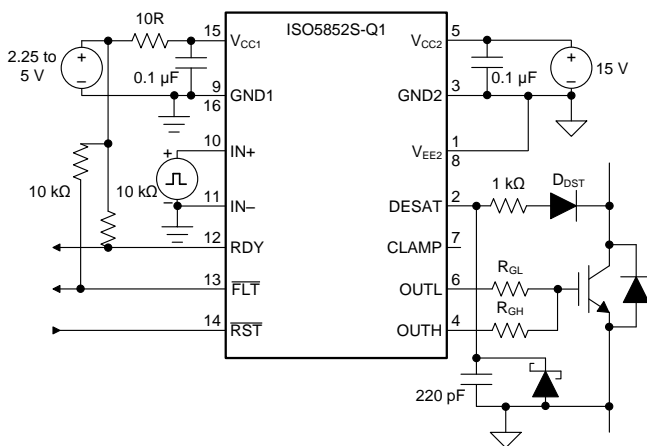 ISO5852S-Q1
10R
15
VCC1
VCC2
5
2.25 to
5 V
+
–
0.1 µF
0.1 µF
+
–
15 V
9
GND1
GND2
3
16
10
IN+
VEE2
1
8
+
–
10 kΩ
10 kΩ
11
IN–
DESAT
2
1 kΩ
DDST
12
RDY
CLAMP
7
13
FLT
OUTL
6
RGL
14
RST
OUTH
4
RGH
220 pF